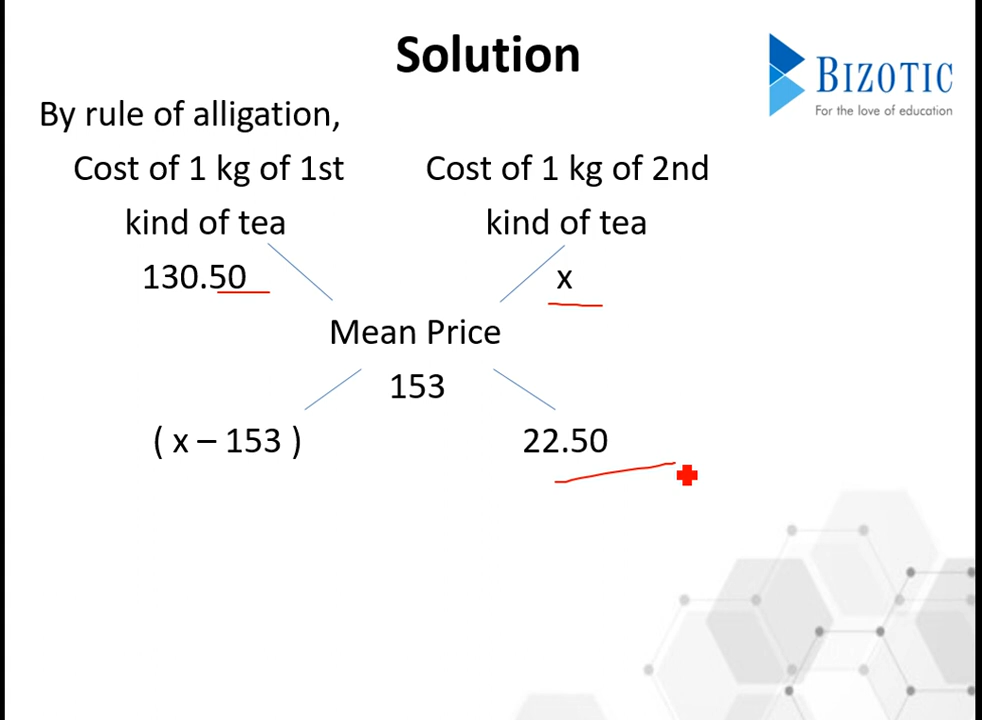 Solution
BIZOTIC
For the love of education
By rule of alligation,
Cost of 1 kg of 1st
kind of tea
130.50
Cost of 1 kg of 2nd
kind of tea
x
Mean Price
153
( x – 153 )
22.50